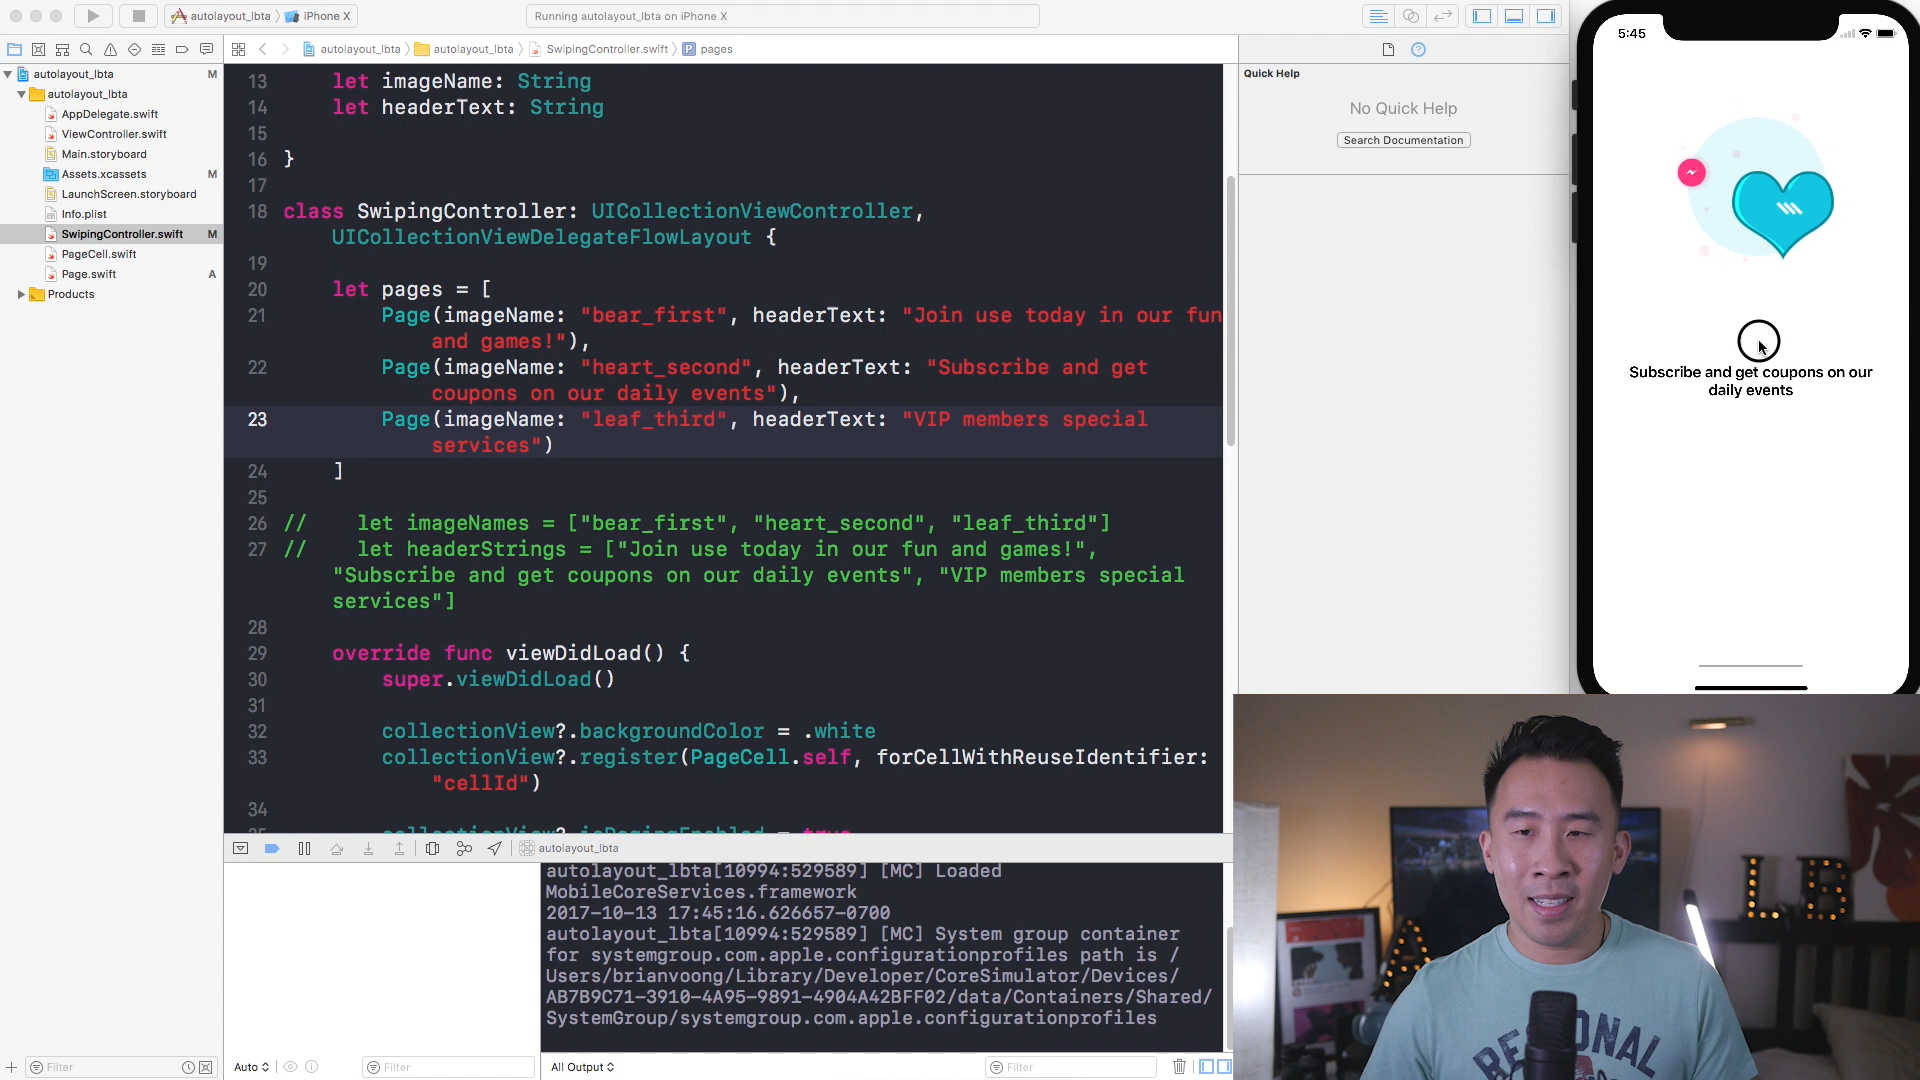 autolayout_lbta
iPhone X
Running autolayout_lbta on iPhone X
autolayout_lbta
autolayout_lbta
SwipingController.swift
P
pages
autolayout_lbta M
autolayout_lbta
AppDelegate.swift
ViewController.swift
Main.storyboard
Assets.xcassets M
LaunchScreen.storyboard
Info.plist
SwipingController.swift M
PageCell.swift
Page.swift A
Products
13 let imageName: String
14 let headerText: String
15
16 }
17
18 class SwipingController: UICollectionViewController,
UICollectionViewDelegateFlowLayout {
19
20 let pages = [
21 Page(imageName: "bear_first", headerText: "Join use today in our fun
and games!"),
22 Page(imageName: "heart_second", headerText: "Subscribe and get
coupons on our daily events"),
23 Page(imageName: "leaf_third", headerText: "VIP members special
services")
24 ]
25
26 // let imageNames = ["bear_first", "heart_second", "leaf_third"]
27 // let headerStrings = ["Join use today in our fun and games!",
"Subscribe and get coupons on our daily events", "VIP members special
services"]
28
29 override func viewDidLoad() {
30 super.viewDidLoad()
31
32 collectionView?.backgroundColor = .white
33 collectionView?.register(PageCell.self, forCellWithReuseIdentifier:
"cellId")
34
35 collectionView?.isPagingEnabled = true
autolayout_lbta
autolayout_lbta[10994:529589] [MC] Loaded
MobileCoreServices.framework
2017-10-13 17:45:16.626657-0700
autolayout_lbta[10994:529589] [MC] System group container
for systemgroup.com.apple.configurationprofiles path is /
Users/brianvoong/Library/Developer/CoreSimulator/Devices/
AB7B9C71-3910-4A95-9891-4904A42BFF02/data/Containers/Shared/
SystemGroup/systemgroup.com.apple.configurationprofiles
Filter
Auto
Filter
All Output
Filter
Quick Help
No Quick Help
Search Documentation
5:45
Subscribe and get coupons on our
daily events
L B
A